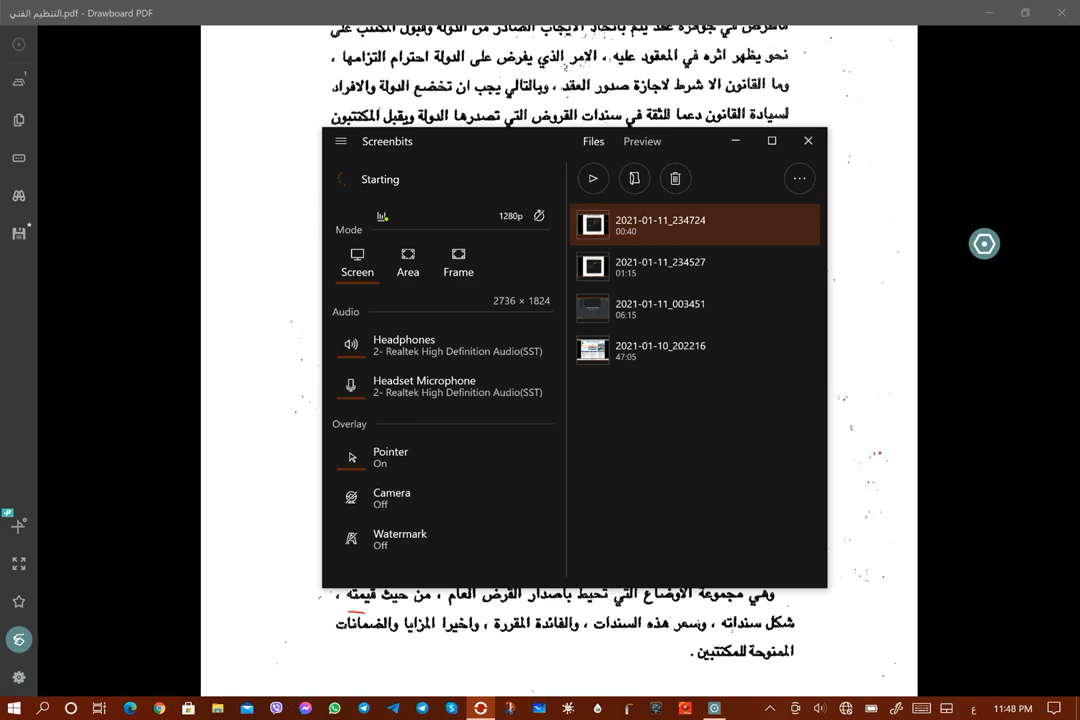 التنظيم الفني.pdf - Drawboard PDF
نحو يظهر اثره في المعقود عليه ، الامر الذي يفرض على الدولة احترام التزامها ،
وما القانون الا شرط لاجازة صدور العقد ، وبالتالي يجب ان تخضع الدولة والافراد
لسيادة القانون دعما للثقة في سندات القروض التي تصدرها الدولة ويقبل المكتتبون
Screenbits
Files
Preview
Starting
1280p
Mode
Screen
Area
Frame
2736 × 1824
Audio
Headphones
2- Realtek High Definition Audio(SST)
Headset Microphone
2- Realtek High Definition Audio(SST)
Overlay
Pointer
On
Camera
Off
Watermark
Off
2021-01-11_234724
00:40
2021-01-11_234527
01:15
2021-01-11_003451
06:15
2021-01-10_202216
47:05
وهي مجموعة الاوضاع التي تحيط باصدار القرض العام ، من حيث قيمته ،
شكل سنداته ، وسعر هذه السندات ، والفائدة المقررة ، واخيرا المزايا والضمانات
الممنوحة للمكتتبين .
ع
11:48 PM